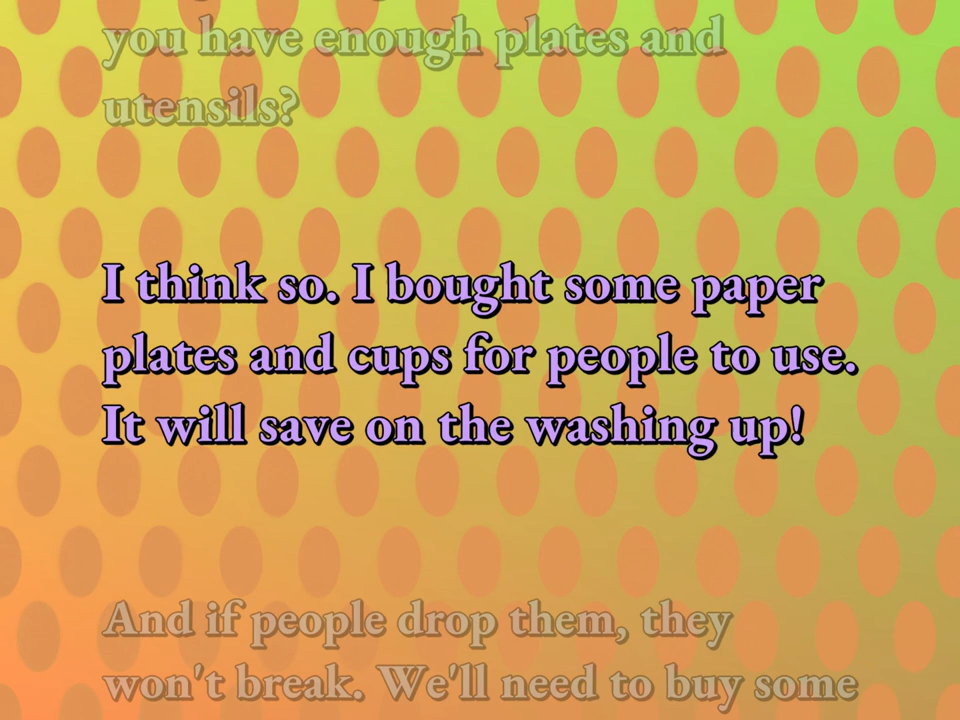 you have enough plates and
utensils?
I think so. I bought some paper
plates and cups for people to use.
It will save on the washing up!
And if people drop them, they
won't break. We'll need to buy some